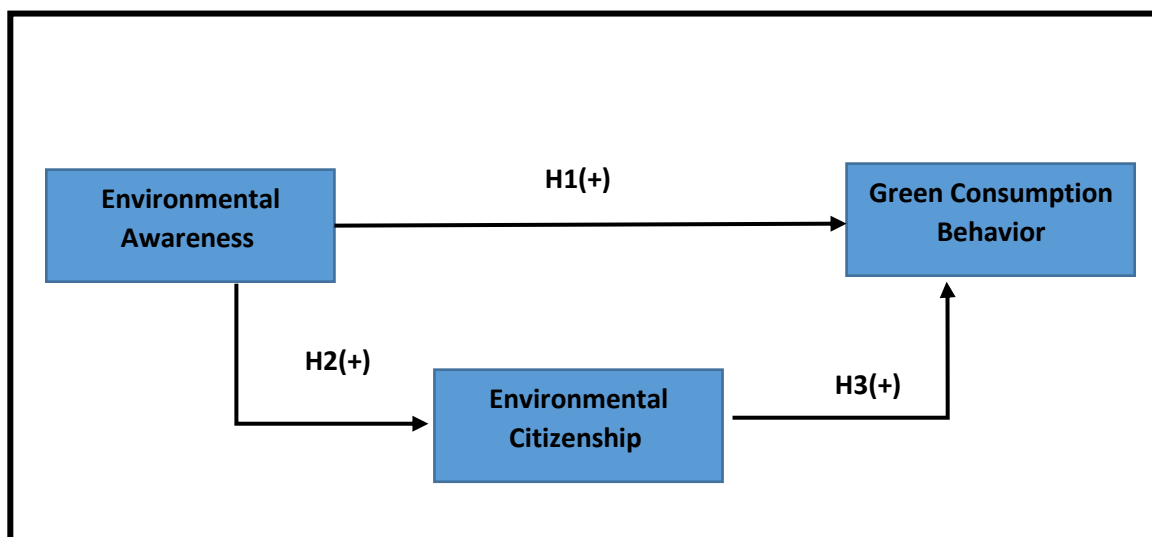 H1(+)
Environmental
Awareness
Green Consumption
Behavior
H2(+)
Environmental
Citizenship
H3(+)